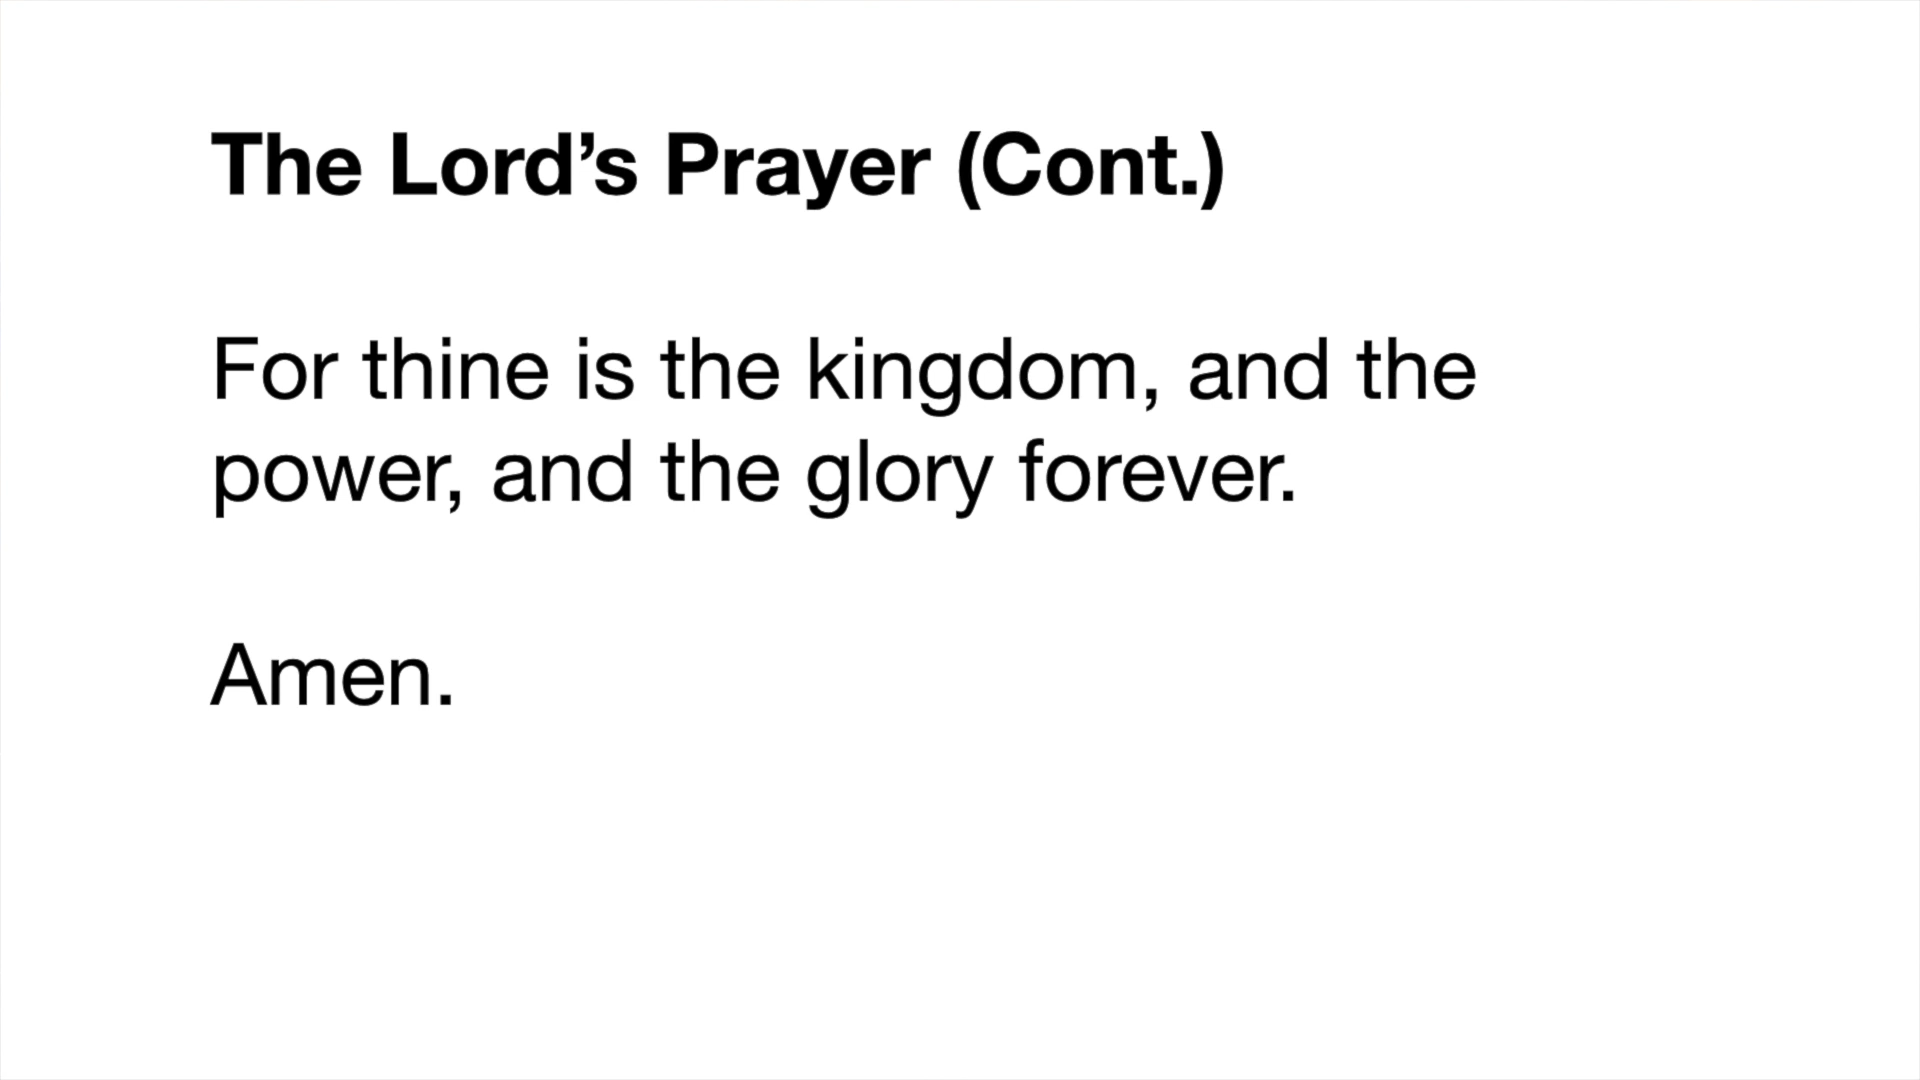 The Lord’s Prayer (Cont.)
For thine is the kingdom, and the
power, and the glory forever.
Amen.